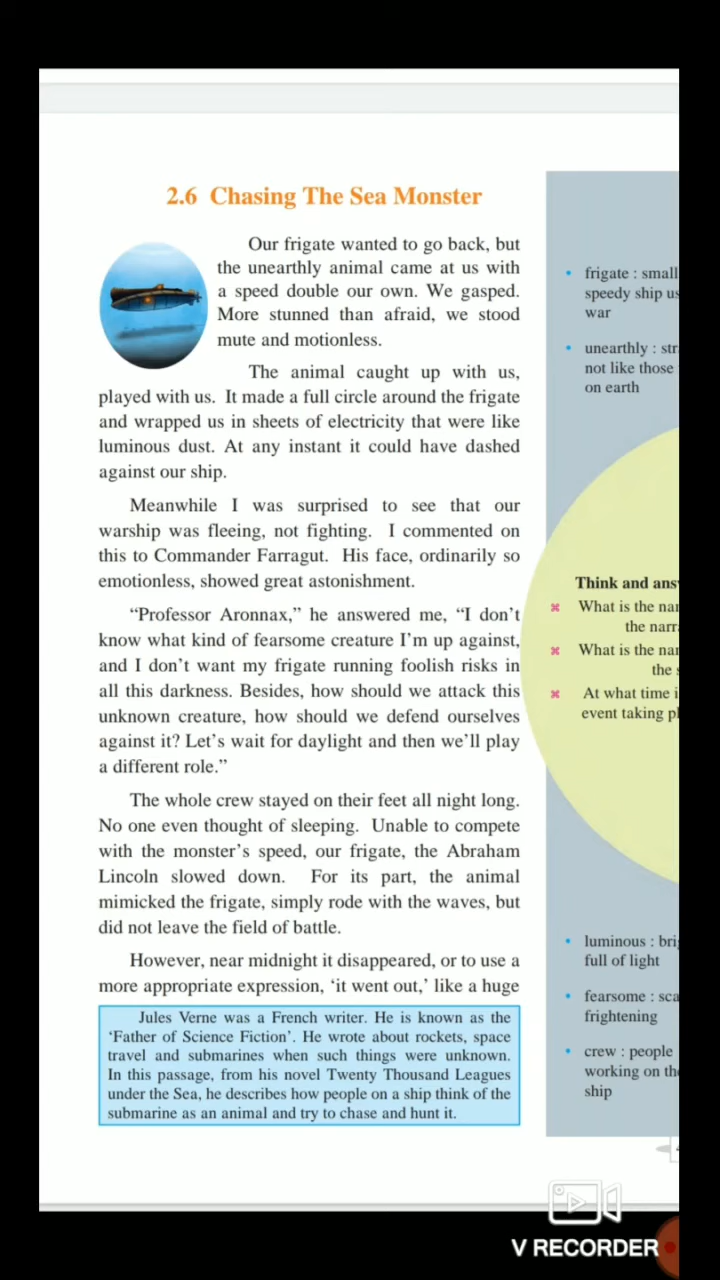 2.6 Chasing The Sea Monster
Our frigate wanted to go back, but
the unearthly animal came at us with
a speed double our own. We gasped.
More stunned than afraid, we stood
mute and motionless.
The animal caught up with us,
played with us. It made a full circle around the frigate
and wrapped us in sheets of electricity that were like
luminous dust. At any instant it could have dashed
against our ship.
Meanwhile I was surprised to see that our
warship was fleeing, not fighting. I commented on
this to Commander Farragut. His face, ordinarily so
emotionless, showed great astonishment.
“Professor Aronnax,” he answered me, “I don’t
know what kind of fearsome creature I’m up against,
and I don’t want my frigate running foolish risks in
all this darkness. Besides, how should we attack this
unknown creature, how should we defend ourselves
against it? Let’s wait for daylight and then we’ll play
a different role.”
The whole crew stayed on their feet all night long.
No one even thought of sleeping. Unable to compete
with the monster’s speed, our frigate, the Abraham
Lincoln slowed down. For its part, the animal
mimicked the frigate, simply rode with the waves, but
did not leave the field of battle.
However, near midnight it disappeared, or to use a
more appropriate expression, ‘it went out,’ like a huge
Jules Verne was a French writer. He is known as the
‘Father of Science Fiction’. He wrote about rockets, space
travel and submarines when such things were unknown.
In this passage, from his novel Twenty Thousand Leagues
under the Sea, he describes how people on a ship think of the
submarine as an animal and try to chase and hunt it.
• frigate : small
speedy ship us
war
• unearthly : str
not like those
on earth
Think and ans
What is the nar
the narr
What is the nar
the s
At what time i
event taking pl
• luminous : bri
full of light
• fearsome : sca
frightening
• crew : people
working on the
ship
V RECORDER